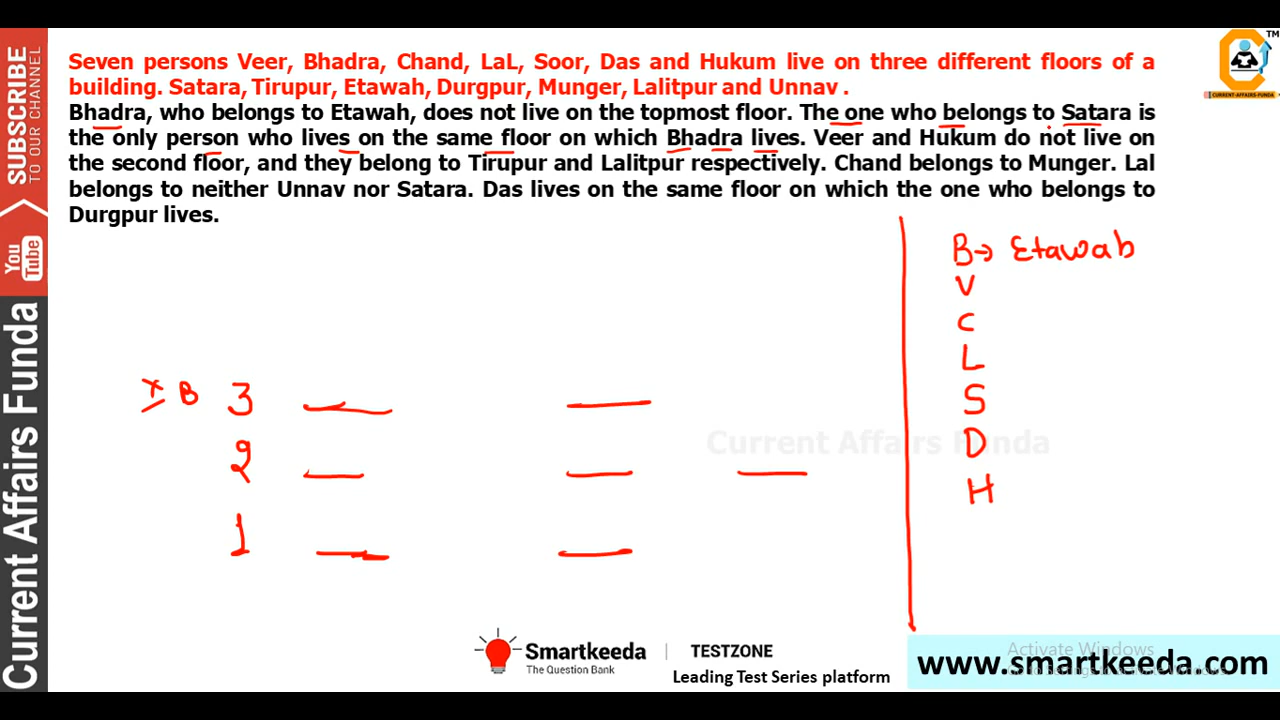 SUBSCRIBE
TO OUR CHANNEL
You Tube
Current Affairs Funda
TM
CURRENT-AFFAIRS-FUNDA
Seven persons Veer, Bhadra, Chand, LaL, Soor, Das and Hukum live on three different floors of a
building. Satara, Tirupur, Etawah, Durgpur, Munger, Lalitpur and Unnav .
Bhadra, who belongs to Etawah, does not live on the topmost floor. The one who belongs to Satara is
the only person who lives on the same floor on which Bhadra lives. Veer and Hukum do not live on
the second floor, and they belong to Tirupur and Lalitpur respectively. Chand belongs to Munger. Lal
belongs to neither Unnav nor Satara. Das lives on the same floor on which the one who belongs to
Durgpur lives.
B → Etawah
V
C
L
S
D
H
x B 3
2
1
Current Affairs Funda
Smartkeeda
The Question Bank
TESTZONE
Leading Test Series platform
Activate Windows
www.smartkeeda.com